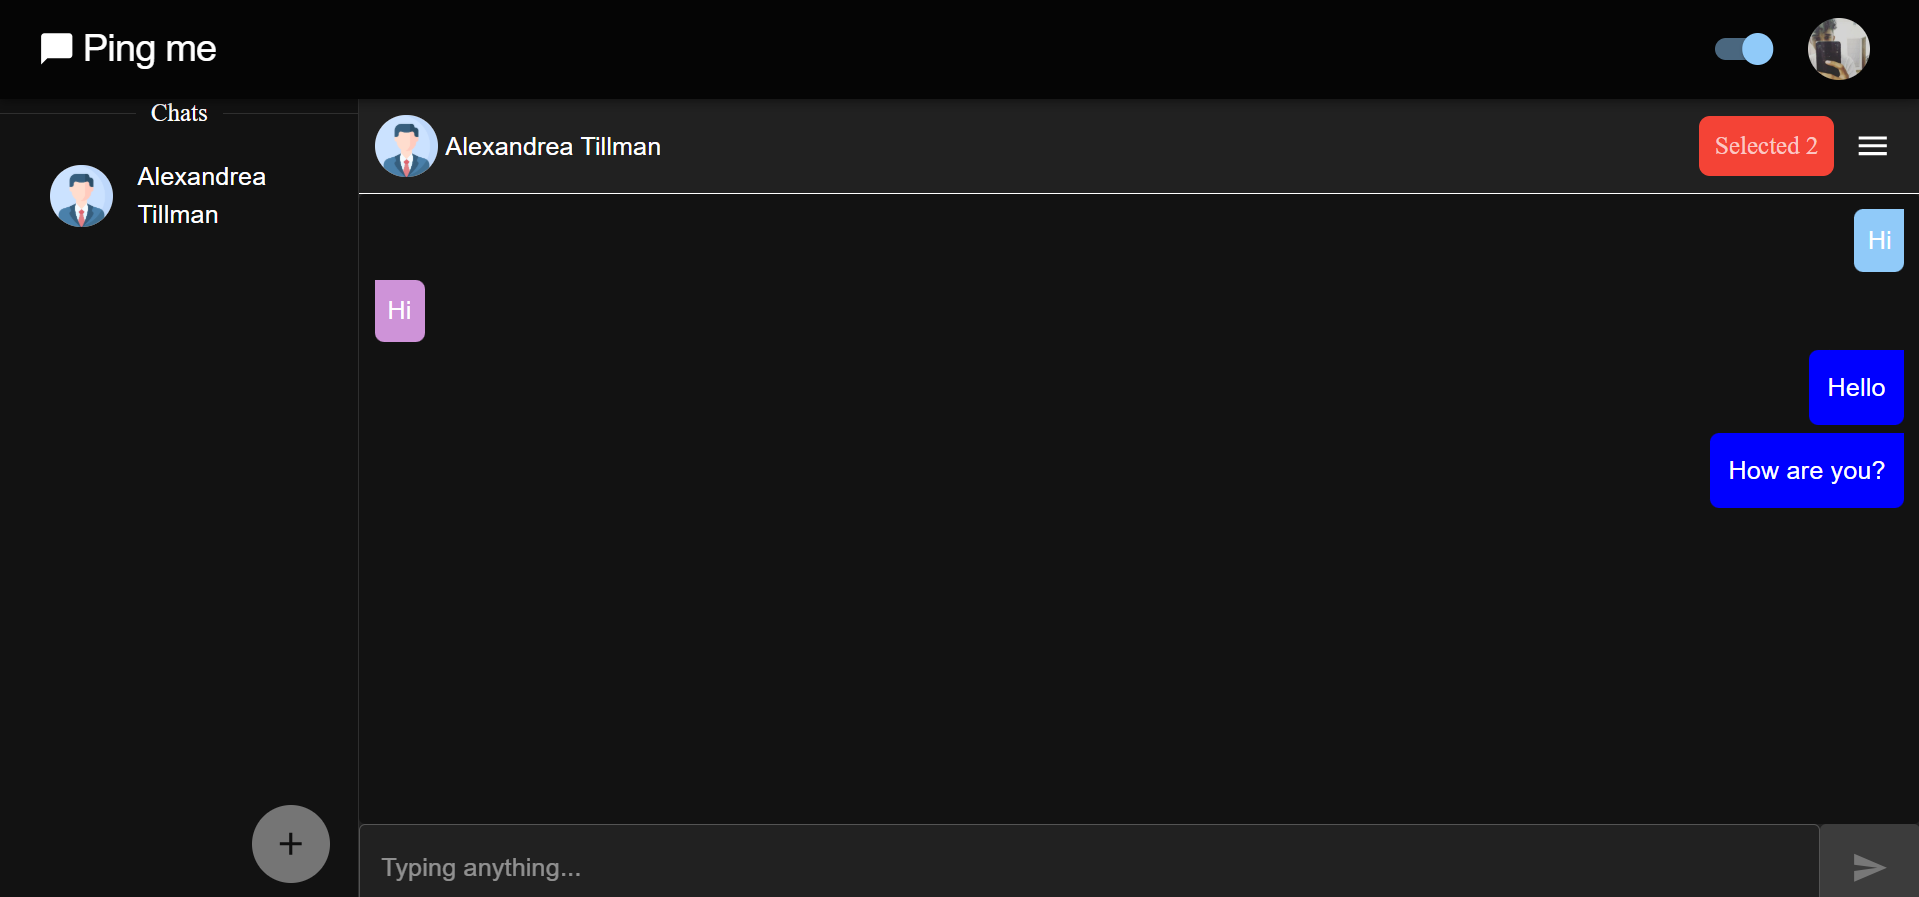 Ping me
Chats
Alexandrea
Tillman
Alexandrea Tillman
Selected 2
Hi
Hi
Hello
How are you?
Typing anything...